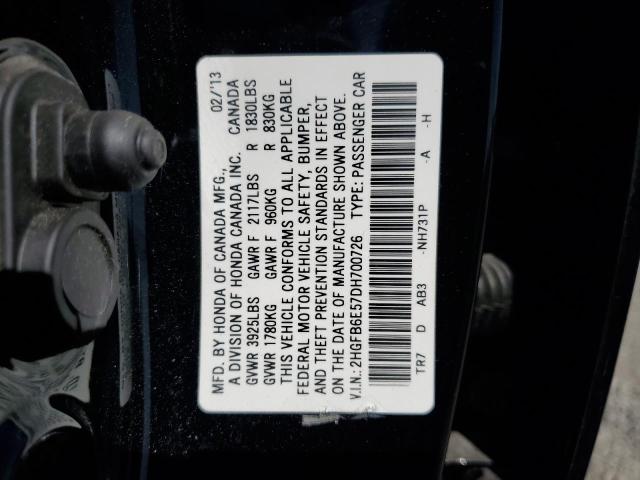 MFD. BY HONDA OF CANADA MFG., 02/'13
A DIVISION OF HONDA CANADA INC. CANADA
GVWR 3925LBS GAWR F 2117LBS R 1830LBS
GVWR 1780KG GAWR F 960KG R 830KG
THIS VEHICLE CONFORMS TO ALL APPLICABLE
FEDERAL MOTOR VEHICLE SAFETY, BUMPER,
AND THEFT PREVENTION STANDARDS IN EFFECT
ON THE DATE OF MANUFACTURE SHOWN ABOVE.
V.I.N.: 2HGFB6E57DH700726 TYPE: PASSENGER CAR
TR7 D AB3 -NH731P -A -H